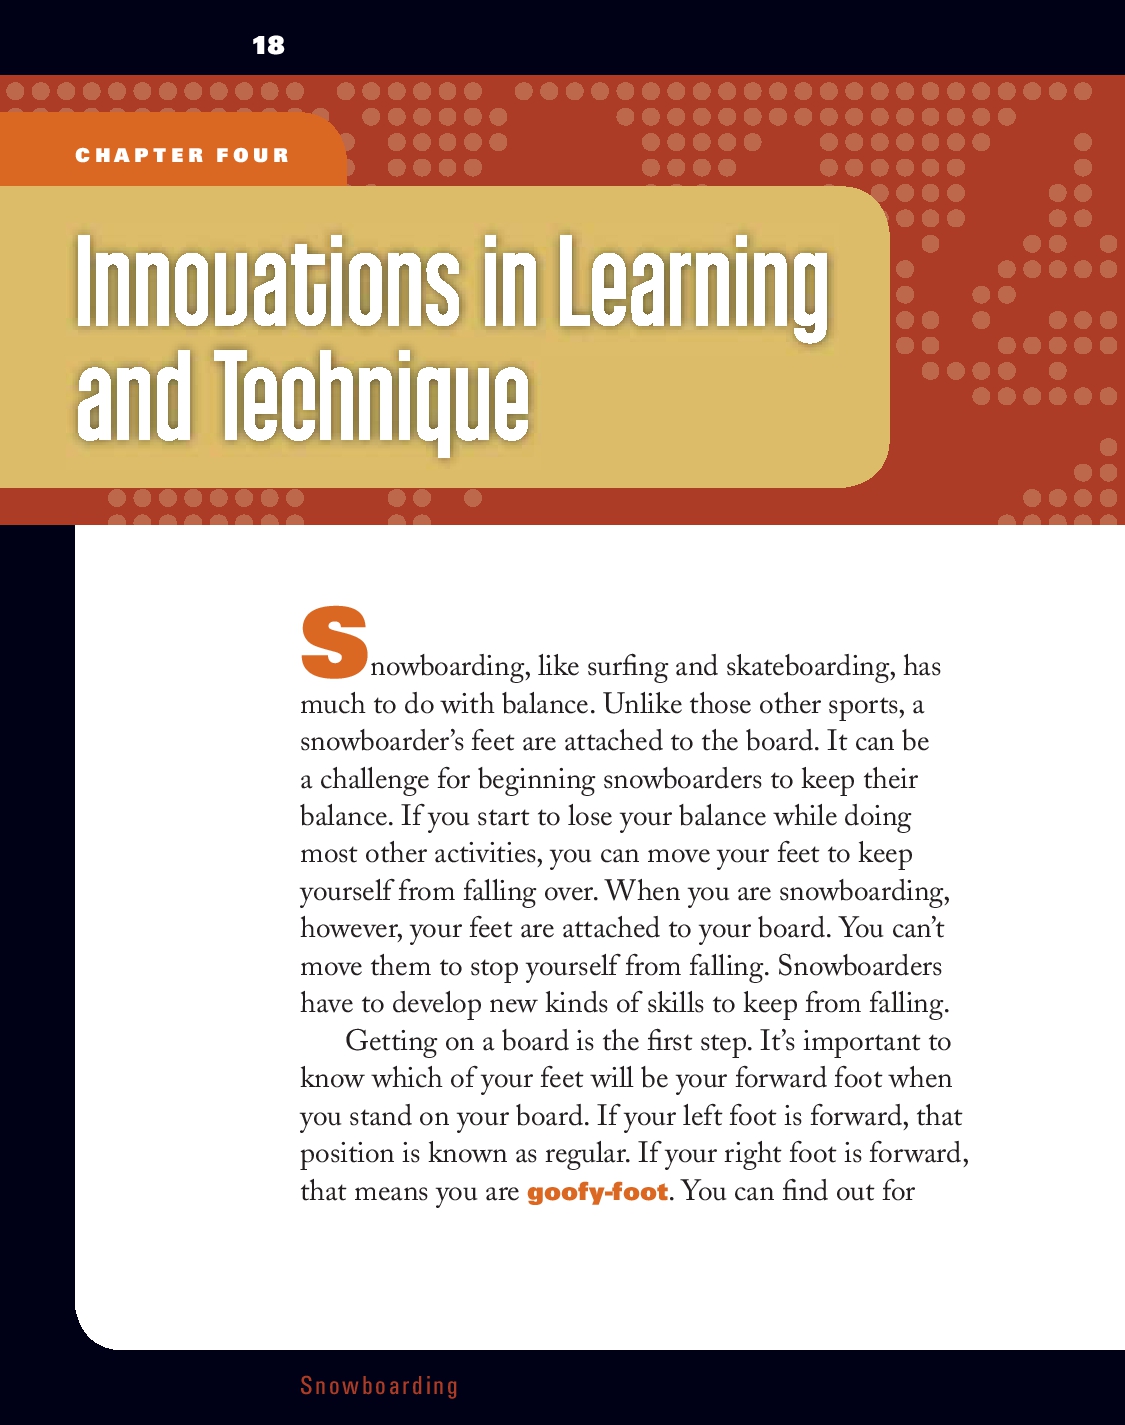 18
CHAPTER FOUR
Innovations in Learning
and Technique
Snowboarding, like surfing and skateboarding, has
much to do with balance. Unlike those other sports, a
snowboarder’s feet are attached to the board. It can be
a challenge for beginning snowboarders to keep their
balance. If you start to lose your balance while doing
most other activities, you can move your feet to keep
yourself from falling over. When you are snowboarding,
however, your feet are attached to your board. You can’t
move them to stop yourself from falling. Snowboarders
have to develop new kinds of skills to keep from falling.
Getting on a board is the first step. It’s important to
know which of your feet will be your forward foot when
you stand on your board. If your left foot is forward, that
position is known as regular. If your right foot is forward,
that means you are goofy-foot. You can find out for
Snowboarding